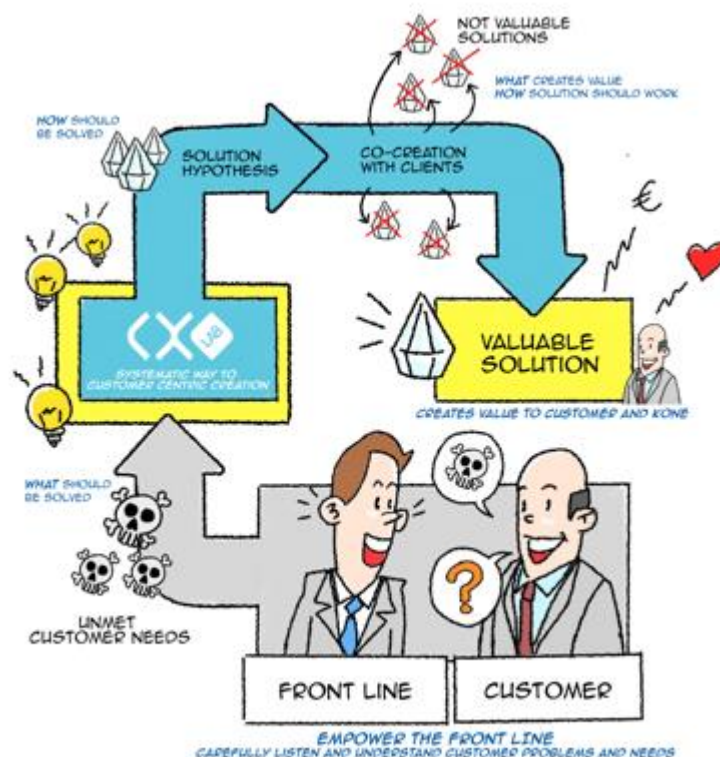 NOT VALUABLE
SOLUTIONS
WHAT CREATES VALUE
HOW SOLUTION SHOULD WORK
HOW SHOULD
BE SOLVED
SOLUTION
HYPOTHESIS
CO-CREATION
WITH CLIENTS
€
CX LAB
SYSTEMATIC WAY TO
CUSTOMER CENTRIC CREATION
VALUABLE
SOLUTION
CREATES VALUE TO CUSTOMER AND KONE
WHAT SHOULD
BE SOLVED
UNMET
CUSTOMER NEEDS
?
FRONT LINE
CUSTOMER
EMPOWER THE FRONT LINE
CAREFULLY LISTEN AND UNDERSTAND CUSTOMER PROBLEMS AND NEEDS